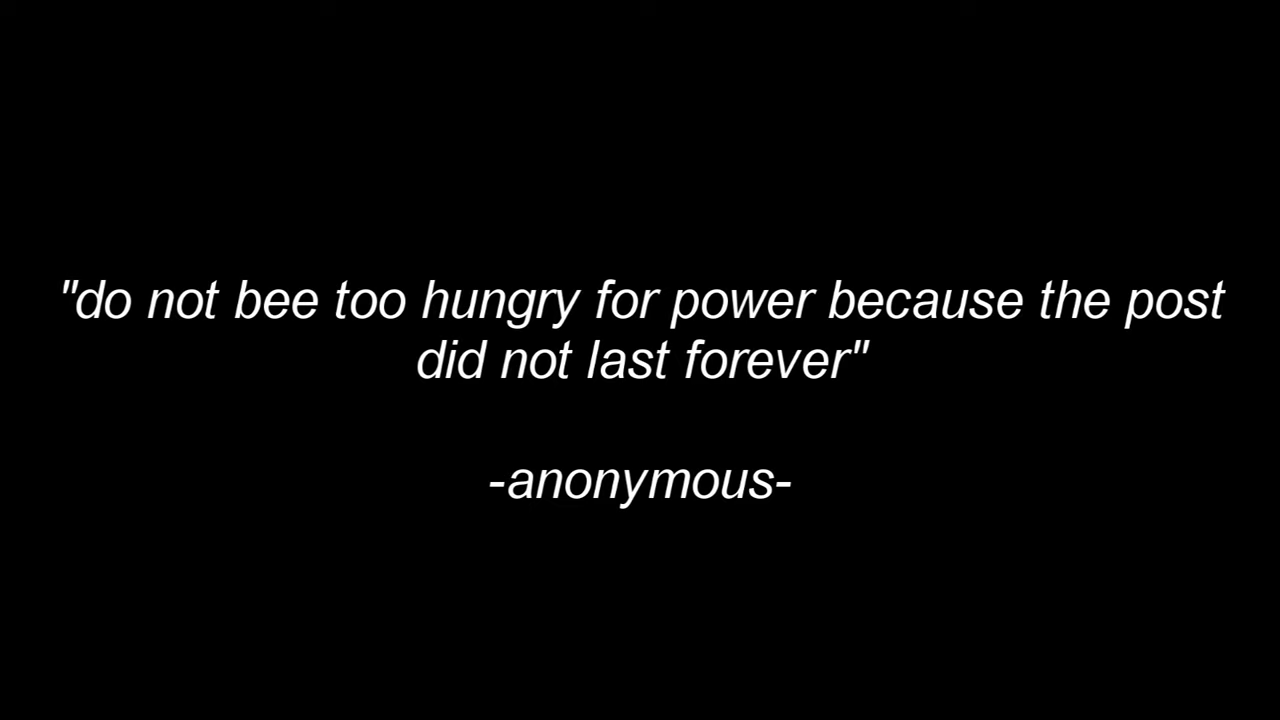 "do not bee too hungry for power because the post
did not last forever"
-anonymous-